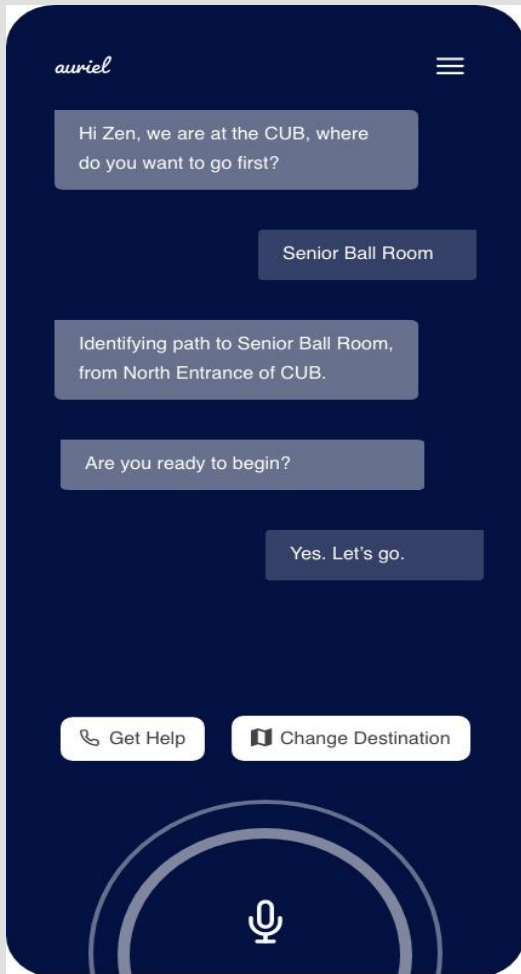 auriel
Hi Zen, we are at the CUB, where
do you want to go first?
Senior Ball Room
Identifying path to Senior Ball Room,
from North Entrance of CUB.
Are you ready to begin?
Yes. Let’s go.
Get Help
Change Destination